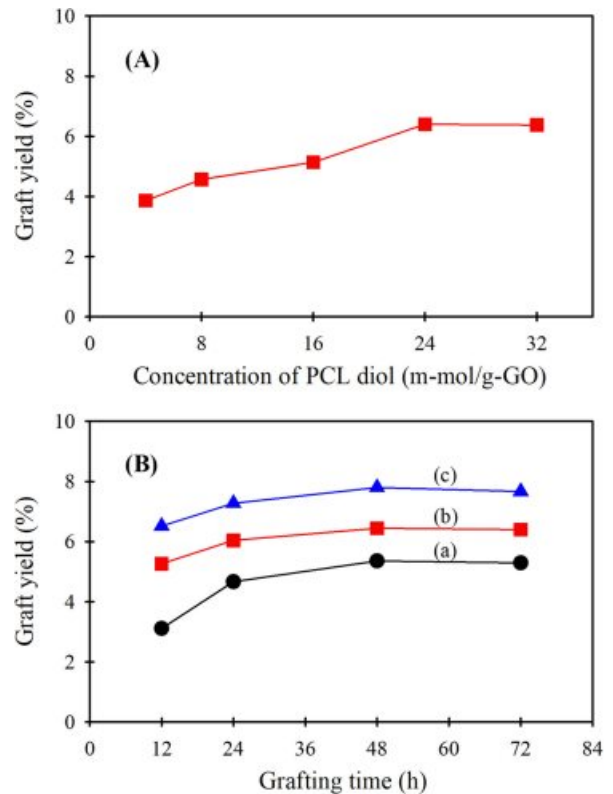 10
(A)
8
6
4
2
0
Graft yield (%)
0 8 16 24 32
Concentration of PCL diol (m-mol/g-GO)
10
(B)
8
(c)
6
(b)
(a)
4
2
0
Graft yield (%)
0 12 24 36 48 60 72 84
Grafting time (h)